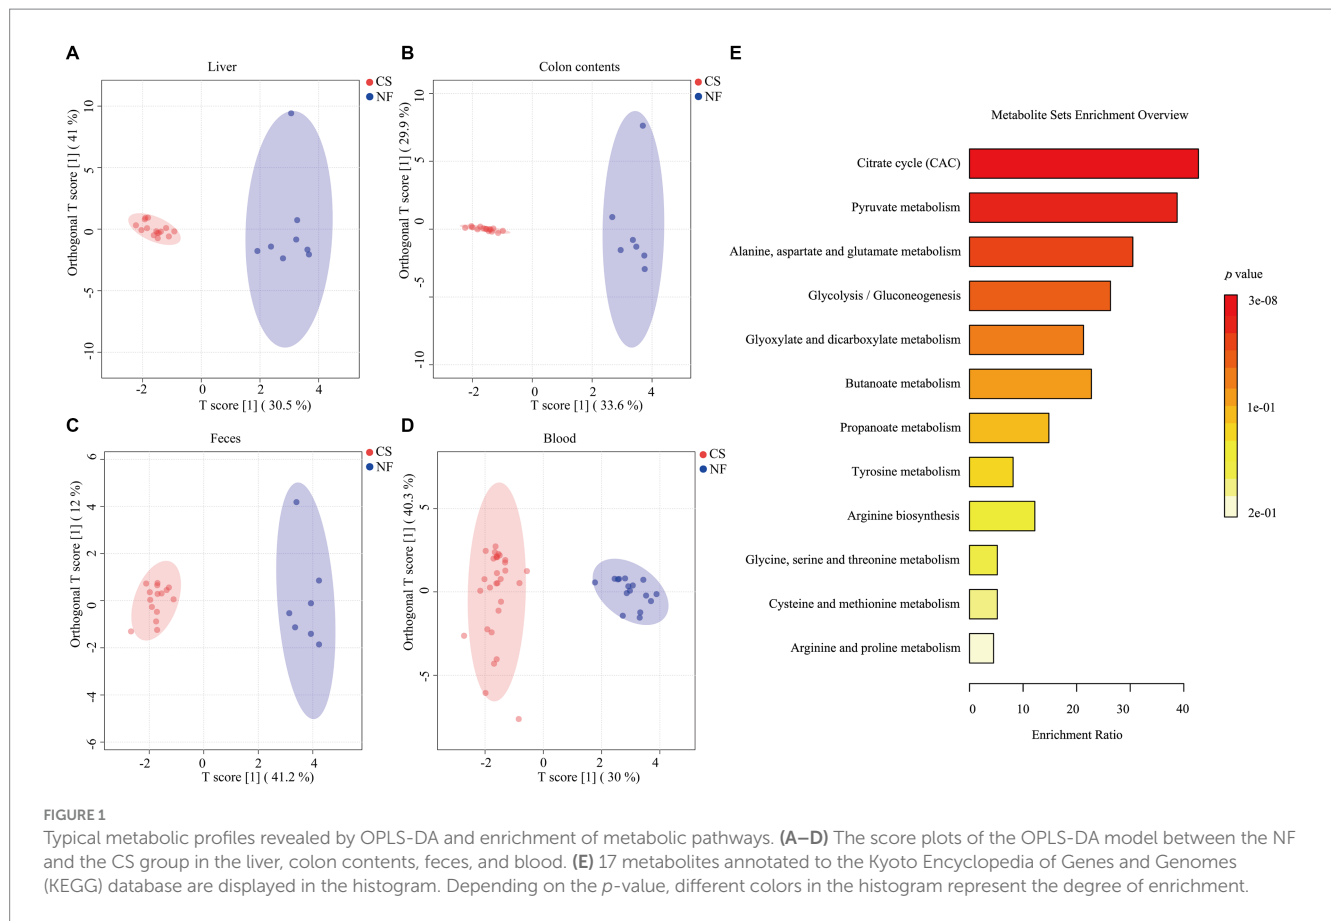 A
Liver
CS
NF
Orthogonal T score [1] ( 41 %)
10
5
0
-5
-10
-2
0
2
4
T score [1] ( 30.5 %)
B
Colon contents
CS
NF
Orthogonal T score [1] ( 29.9 %)
10
5
0
-5
-10
-2
0
2
4
T score [1] ( 33.6 %)
C
Feces
CS
NF
Orthogonal T score [1] ( 12 %)
6
4
2
0
-2
-4
-6
-2
0
2
4
T score [1] ( 41.2 %)
D
Blood
CS
NF
Orthogonal T score [1] ( 40.3 %)
5
0
-5
-2
0
2
4
T score [1] ( 30 %)
E
Metabolite Sets Enrichment Overview
Citrate cycle (CAC)
Pyruvate metabolism
Alanine, aspartate and glutamate metabolism
Glycolysis / Gluconeogenesis
Glyoxylate and dicarboxylate metabolism
Butanoate metabolism
Propanoate metabolism
Tyrosine metabolism
Arginine biosynthesis
Glycine, serine and threonine metabolism
Cysteine and methionine metabolism
Arginine and proline metabolism
0
10
20
30
40
Enrichment Ratio
p value
3e-08
1e-01
2e-01
FIGURE 1
Typical metabolic profiles revealed by OPLS-DA and enrichment of metabolic pathways. (A–D) The score plots of the OPLS-DA model between the NF
and the CS group in the liver, colon contents, feces, and blood. (E) 17 metabolites annotated to the Kyoto Encyclopedia of Genes and Genomes
(KEGG) database are displayed in the histogram. Depending on the p-value, different colors in the histogram represent the degree of enrichment.